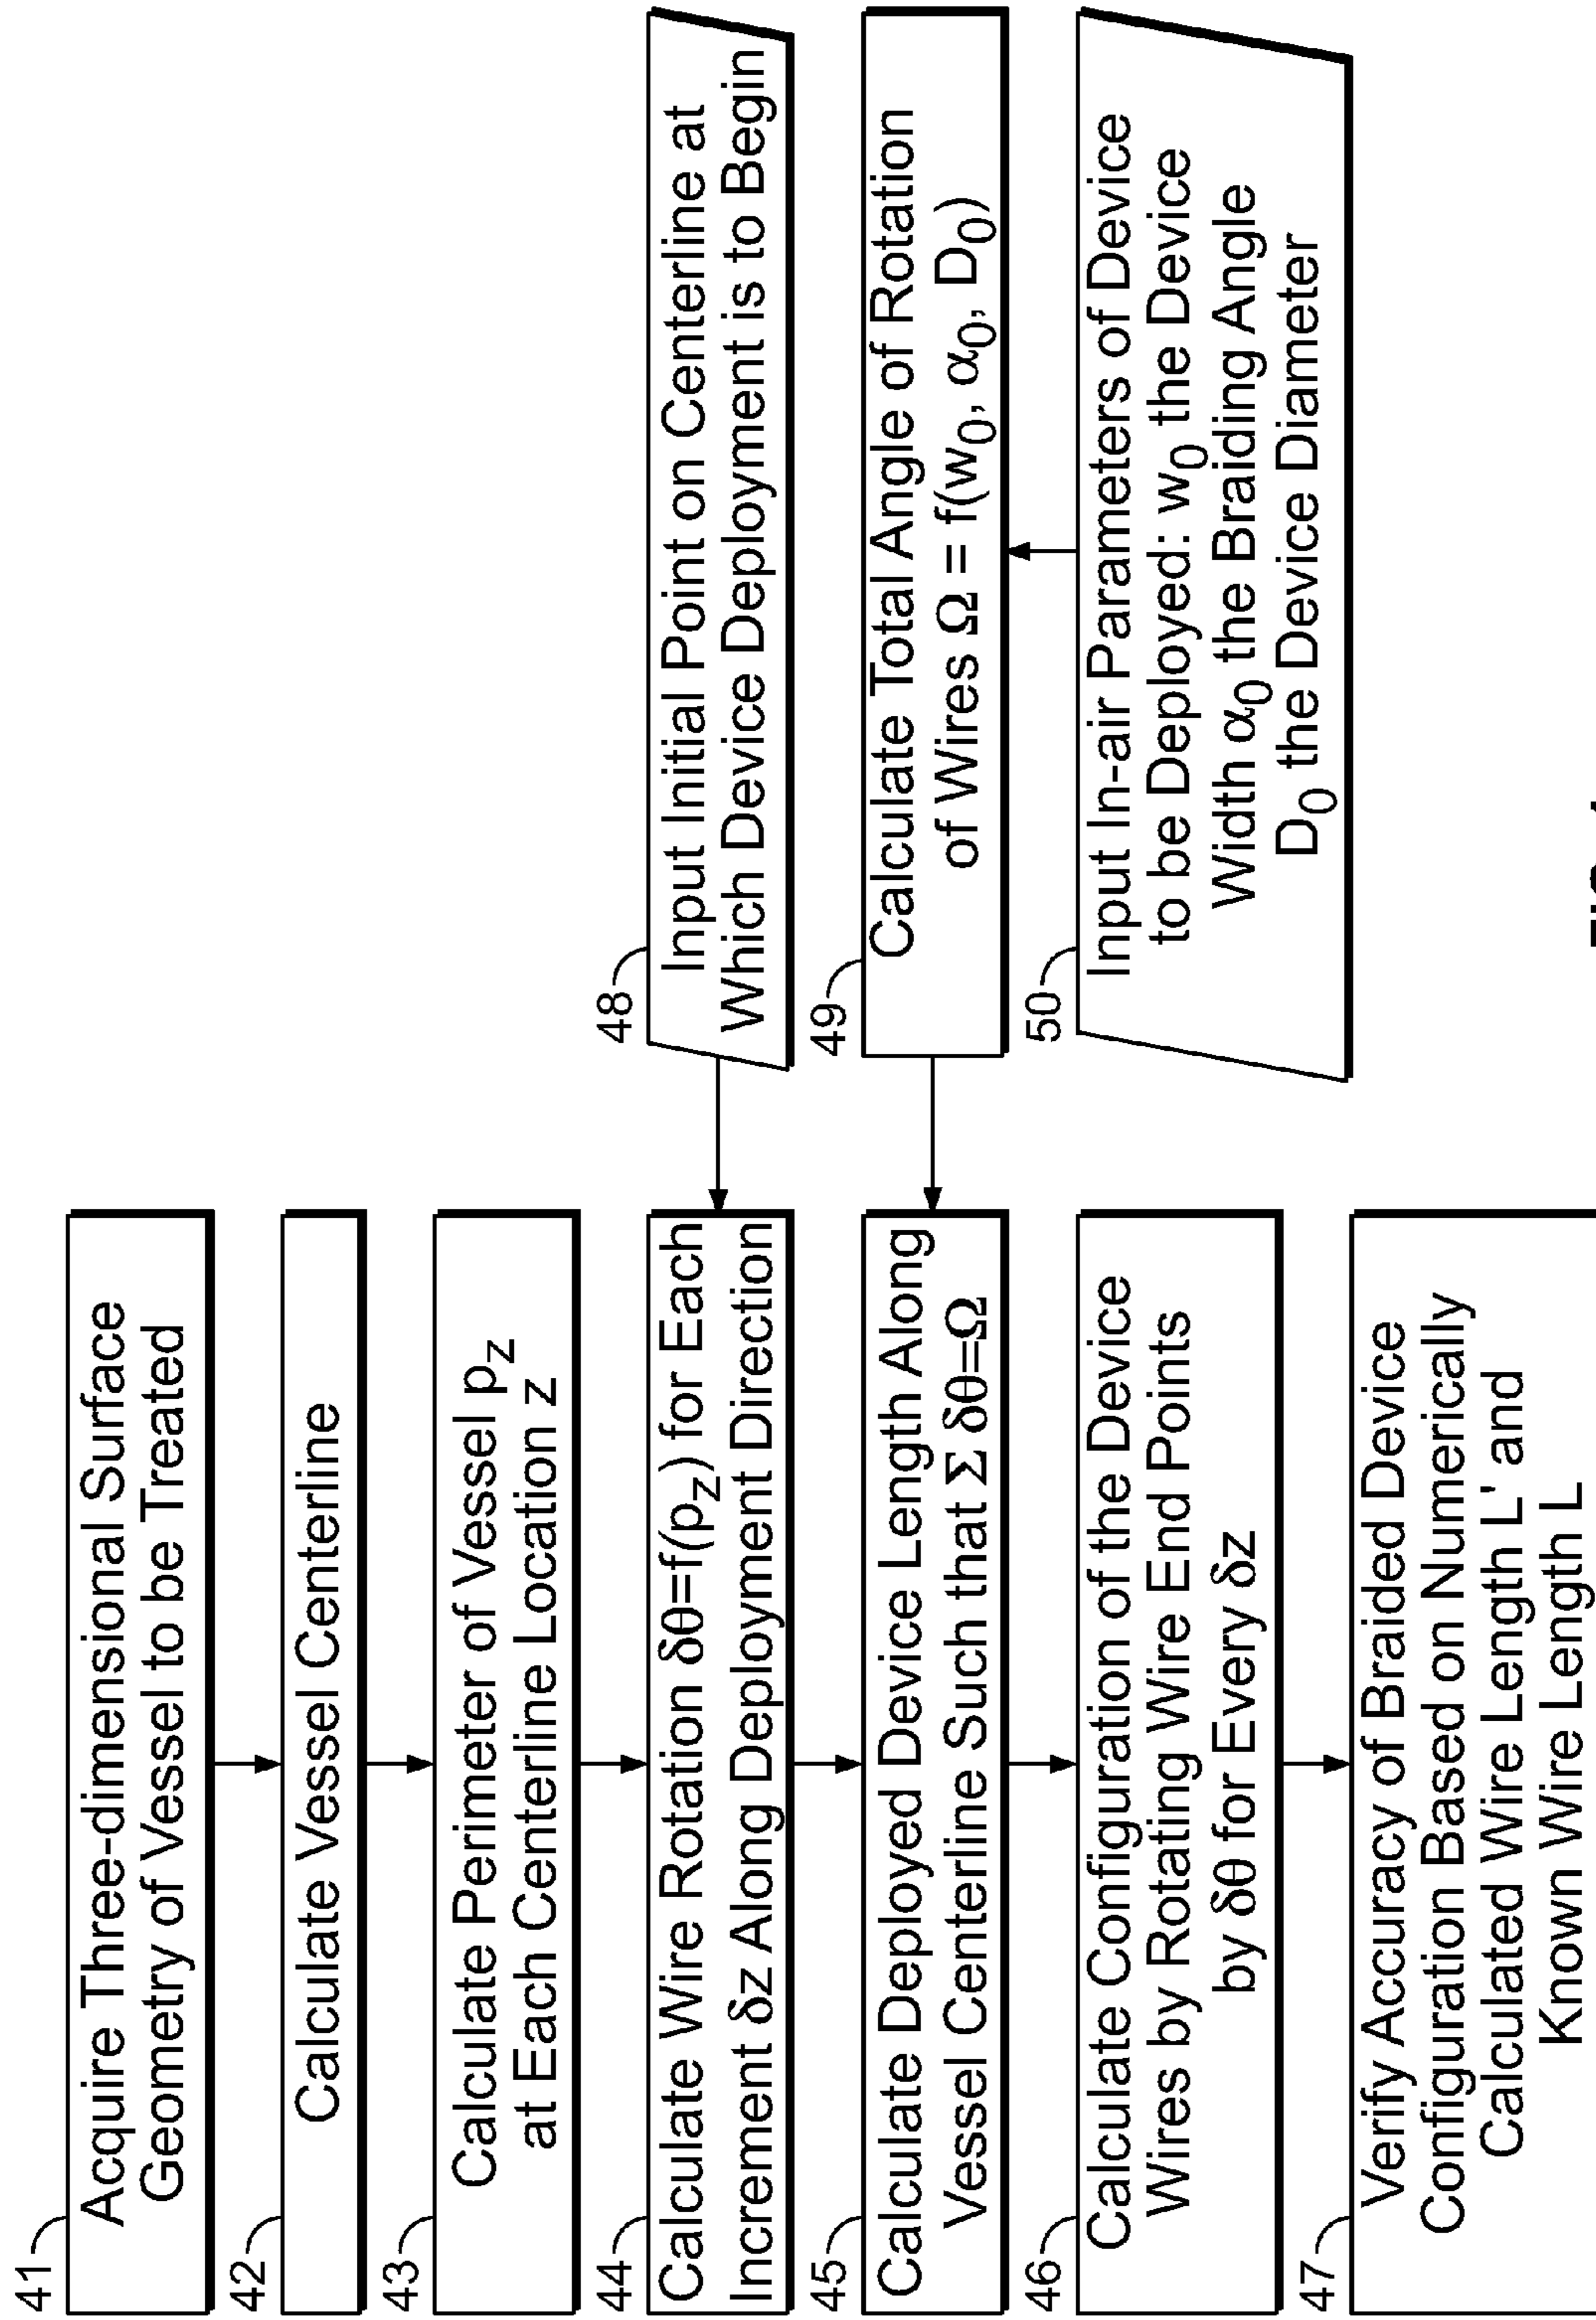 41
Acquire Three-dimensional Surface
Geometry of Vessel to be Treated
42
Calculate Vessel Centerline
43
Calculate Perimeter of Vessel p_z
at Each Centerline Location z
44
Calculate Wire Rotation δθ=f(p_z) for Each
Increment δz Along Deployment Direction
45
Calculate Deployed Device Length Along
Vessel Centerline Such that Σ δθ=Ω
46
Calculate Configuration of the Device
Wires by Rotating Wire End Points
by δθ for Every δz
47
Verify Accuracy of Braided Device
Configuration Based on Numerically
Calculated Wire Length L' and
Known Wire Length L
48
Input Initial Point on Centerline at
Which Device Deployment is to Begin
49
Calculate Total Angle of Rotation
of Wires Ω = f(w₀, α₀, D₀)
50
Input In-air Parameters of Device
to be Deployed: w₀ the Device
Width α₀ the Braiding Angle
D₀ the Device Diameter